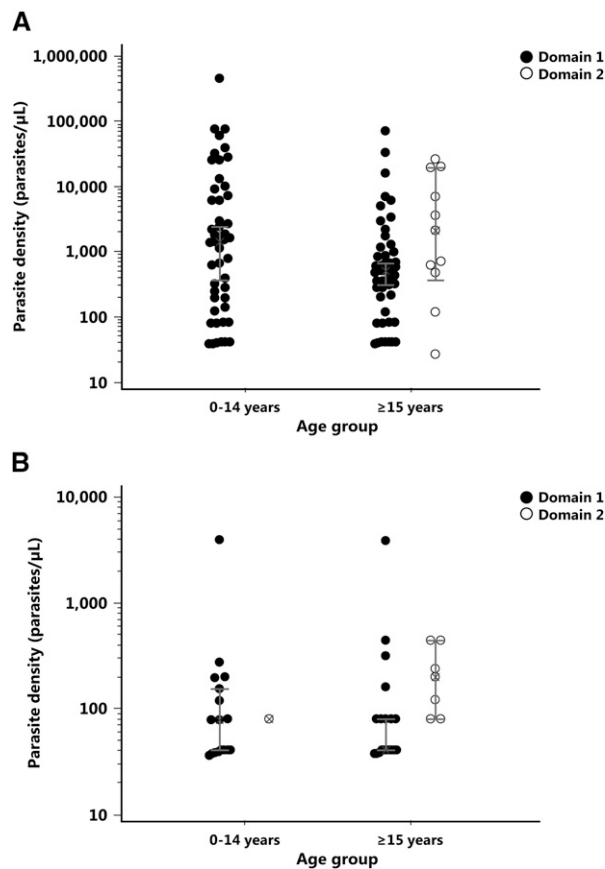 A
Parasite density (parasites/μL)
1,000,000
100,000
10,000
1,000
100
10
Domain 1
Domain 2
0-14 years
≥15 years
Age group
B
Parasite density (parasites/μL)
10,000
1,000
100
10
Domain 1
Domain 2
0-14 years
≥15 years
Age group